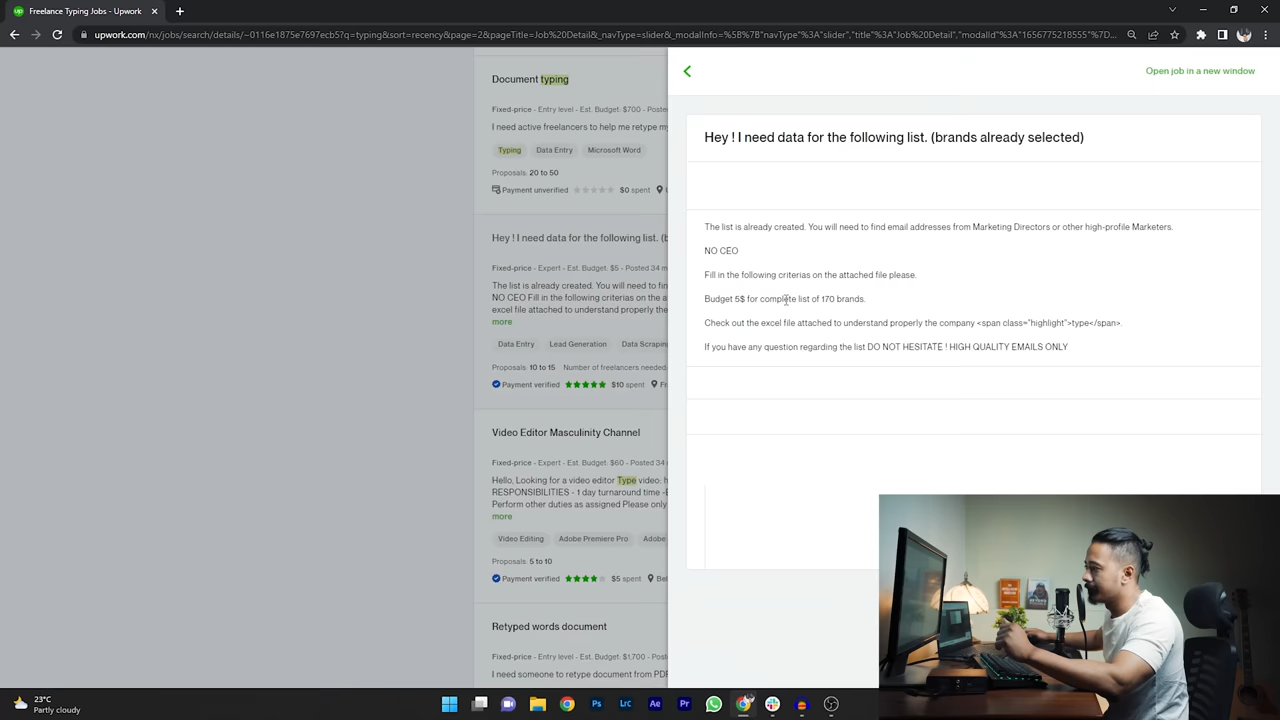 Freelance Typing Jobs - Upwork
upwork.com/nx/jobs/search/details/~0116e1875e7697ecb5?q=typing&sort=recency&page=2&pageTitle=Job%20Detail&_navType=slider&_modalInfo=%5B%7B"navType"%3A"slider","title"%3A"Job%20Detail","modalId"%3A"1656775218555"%7D...
Document typing
Fixed-price - Entry level - Est. Budget: $700 - Poste
I need active freelancers to help me retype my
Typing Data Entry Microsoft Word
Proposals: 20 to 50
Payment unverified $0 spent
Hey ! I need data for the following list. (b
Fixed-price - Expert - Est. Budget: $5 - Posted 34 m
The list is already created. You will need to fin
NO CEO Fill in the following criterias on the a
excel file attached to understand properly the
more
Data Entry Lead Generation Data Scraping
Proposals: 10 to 15 Number of freelancers needed:
Payment verified $10 spent Fr
Video Editor Masculinity Channel
Fixed-price - Expert - Est. Budget: $60 - Posted 34
Hello, Looking for a video editor Type video. h
RESPONSIBILITIES - 1 day turnaround time -E
Perform other duties as assigned Please only
more
Video Editing Adobe Premiere Pro Adobe
Proposals: 5 to 10
Payment verified $5 spent Bel
Retyped words document
Fixed-price - Entry level - Est. Budget: $1,700 - Post
I need someone to retype document from PDF
Open job in a new window
Hey ! I need data for the following list. (brands already selected)
The list is already created. You will need to find email addresses from Marketing Directors or other high-profile Marketers.
NO CEO
Fill in the following criterias on the attached file please.
Budget 5$ for complete list of 170 brands.
Check out the excel file attached to understand properly the company <span class="highlight">type</span>.
If you have any question regarding the list DO NOT HESITATE ! HIGH QUALITY EMAILS ONLY
23°C
Partly cloudy